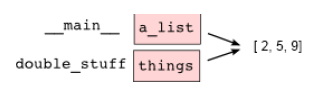 __main__ a_list
[ 2, 5, 9]
double_stuff things